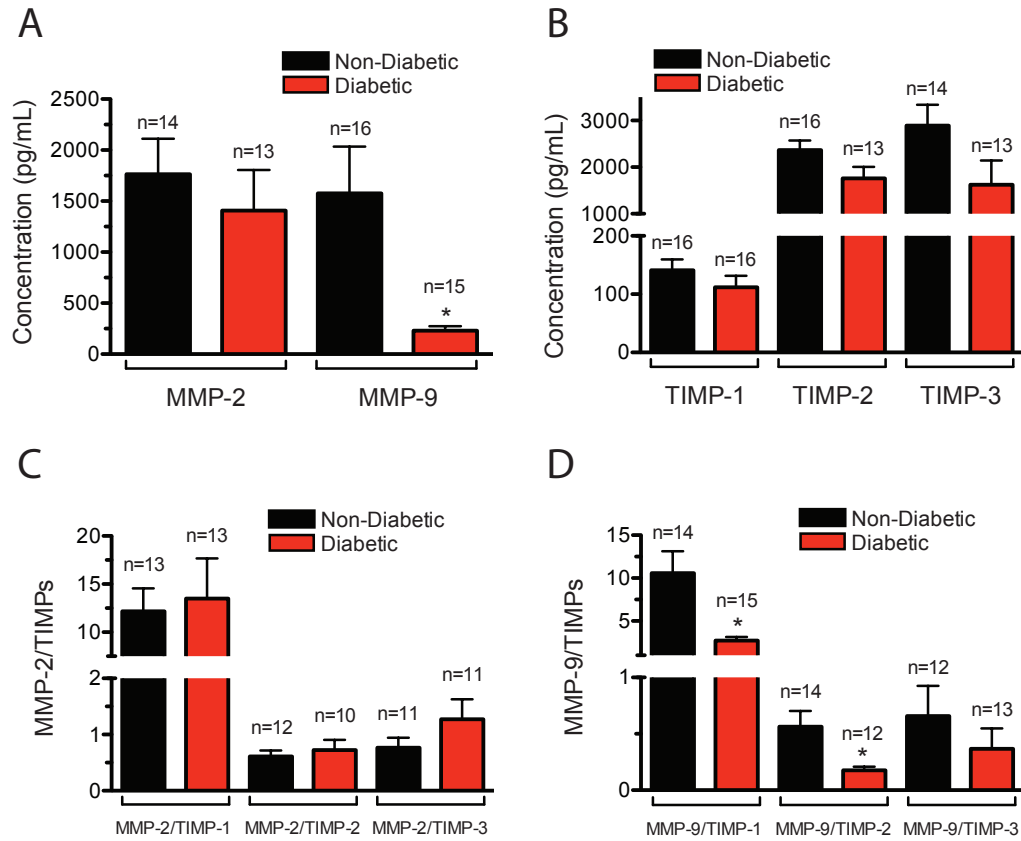 A
Non-Diabetic
Diabetic
Concentration (pg/mL)
2500
2000
1500
1000
500
250
0
n=14
n=13
n=16
n=15
*
MMP-2
MMP-9
B
Non-Diabetic
Diabetic
Concentration (pg/mL)
3000
2000
1000
200
100
0
n=16
n=16
n=16
n=13
n=14
n=13
TIMP-1
TIMP-2
TIMP-3
C
Non-Diabetic
Diabetic
MMP-2/TIMPs
20
15
10
2
1
0
n=13
n=13
n=12
n=10
n=11
n=11
MMP-2/TIMP-1
MMP-2/TIMP-2
MMP-2/TIMP-3
D
Non-Diabetic
Diabetic
MMP-9/TIMPs
15
10
5
1
0
n=14
n=15
*
n=14
n=12
*
n=12
n=13
MMP-9/TIMP-1
MMP-9/TIMP-2
MMP-9/TIMP-3